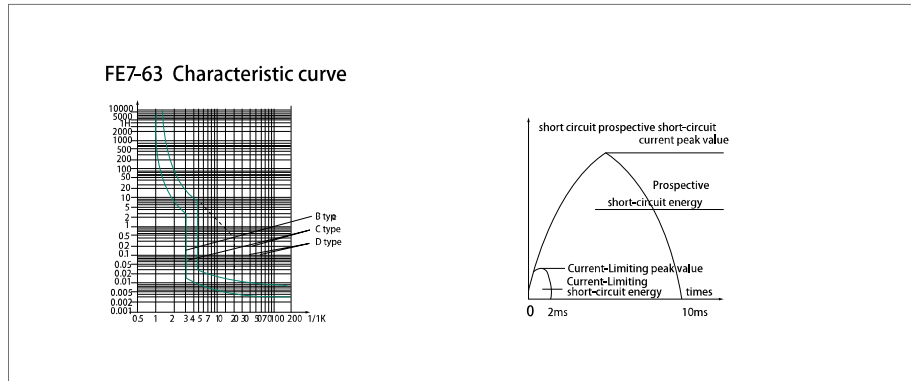 FE7-63 Characteristic curve
10000
5000
1H
2000
1000
500
200
100
50
20
10
5
2
1
0.5
0.2
0.1
0.05
0.02
0.01
0.005
0.002
0.001
0.5 1 2 3 4 5 7 10 20 30 50 70 100 200 1/1K
B type
C type
D type
short circuit prospective short-circuit
current peak value
Prospective
short-circuit energy
Current-Limiting peak value
Current-Limiting
short-circuit energy
times
0 2ms 10ms